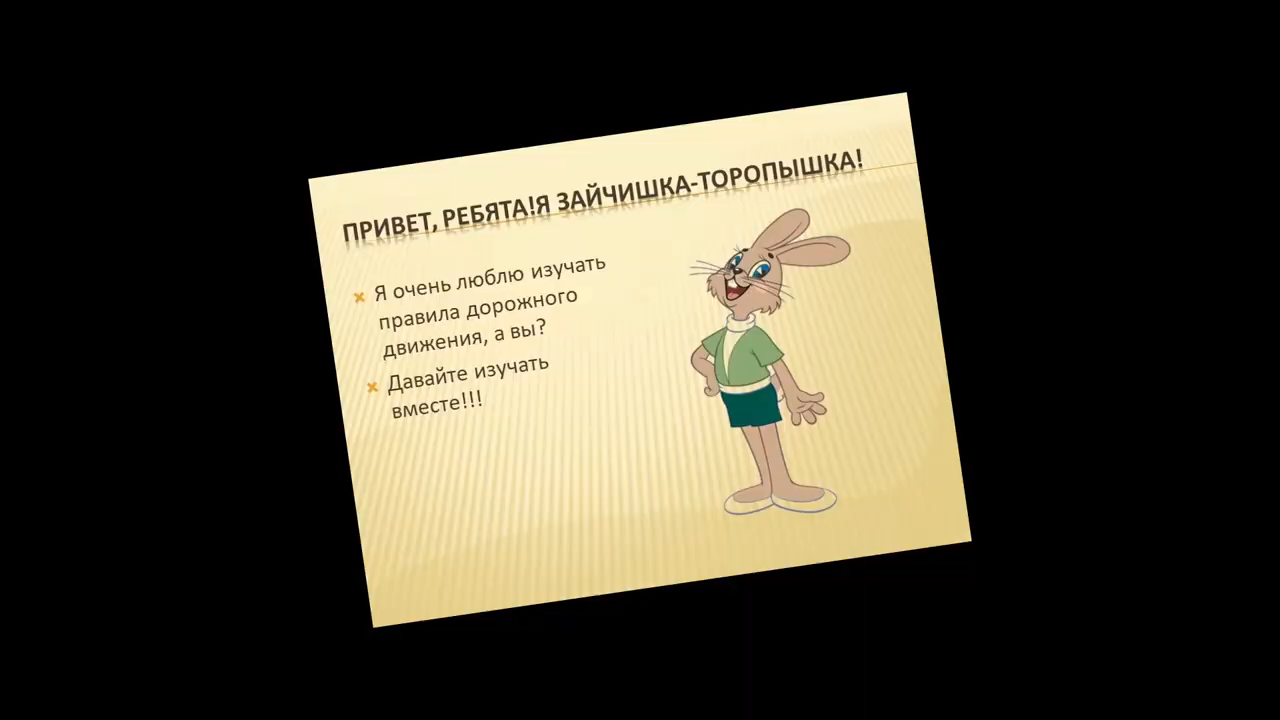 ПРИВЕТ, РЕБЯТА!Я ЗАЙЧИШКА-ТОРОПЫШКА!
Я очень люблю изучать
правила дорожного
движения, а вы?
Давайте изучать
вместе!!!